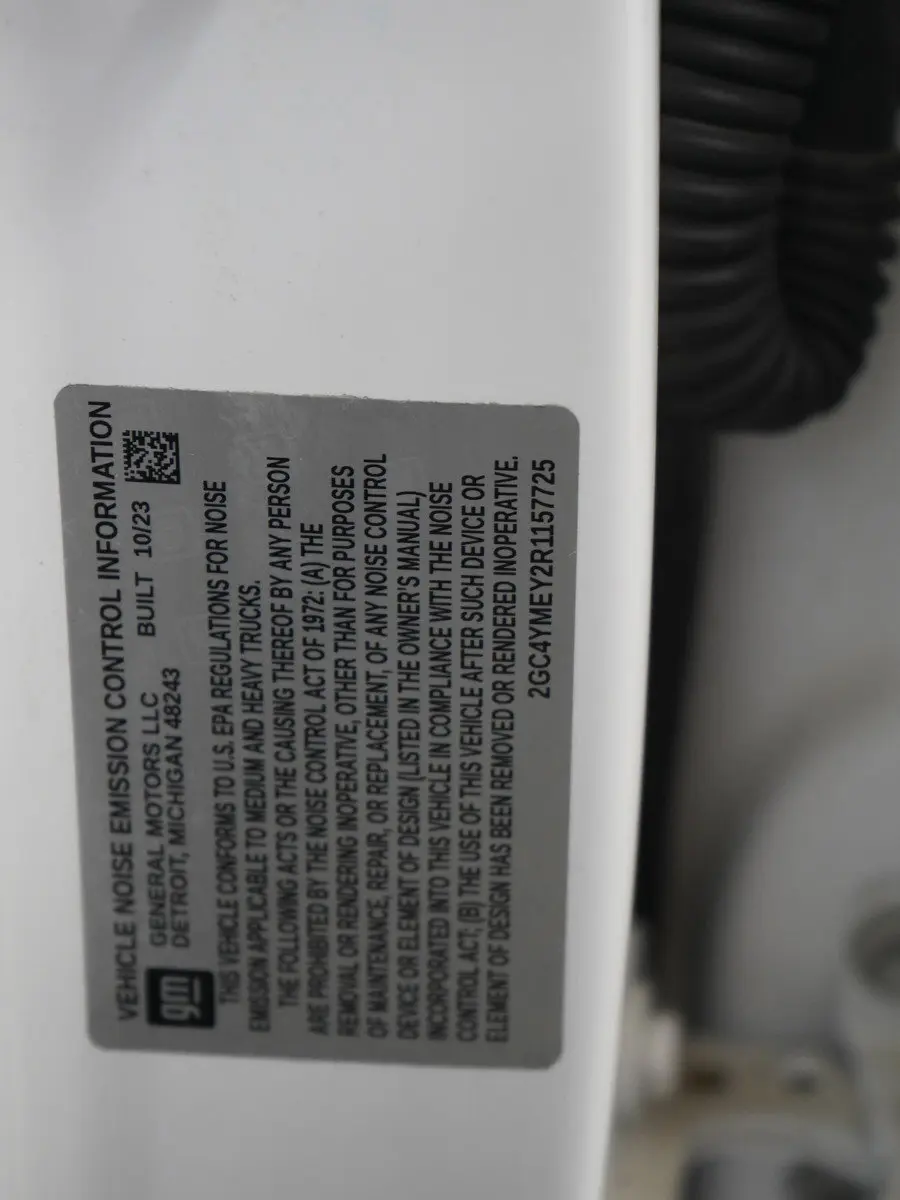 VEHICLE NOISE EMISSION CONTROL INFORMATION
gm
GENERAL MOTORS LLC BUILT 10/23
DETROIT, MICHIGAN 48243
THIS VEHICLE CONFORMS TO U.S. EPA REGULATIONS FOR NOISE
EMISSION APPLICABLE TO MEDIUM AND HEAVY TRUCKS.
THE FOLLOWING ACTS OR THE CAUSING THEREOF BY ANY PERSON
ARE PROHIBITED BY THE NOISE CONTROL ACT OF 1972: (A) THE
REMOVAL OR RENDERING INOPERATIVE, OTHER THAN FOR PURPOSES
OF MAINTENANCE, REPAIR, OR REPLACEMENT, OF ANY NOISE CONTROL
DEVICE OR ELEMENT OF DESIGN (LISTED IN THE OWNER'S MANUAL)
INCORPORATED INTO THIS VEHICLE IN COMPLIANCE WITH THE NOISE
CONTROL ACT; (B) THE USE OF THIS VEHICLE AFTER SUCH DEVICE OR
ELEMENT OF DESIGN HAS BEEN REMOVED OR RENDERED INOPERATIVE.
2GC4YMEY2R1157725